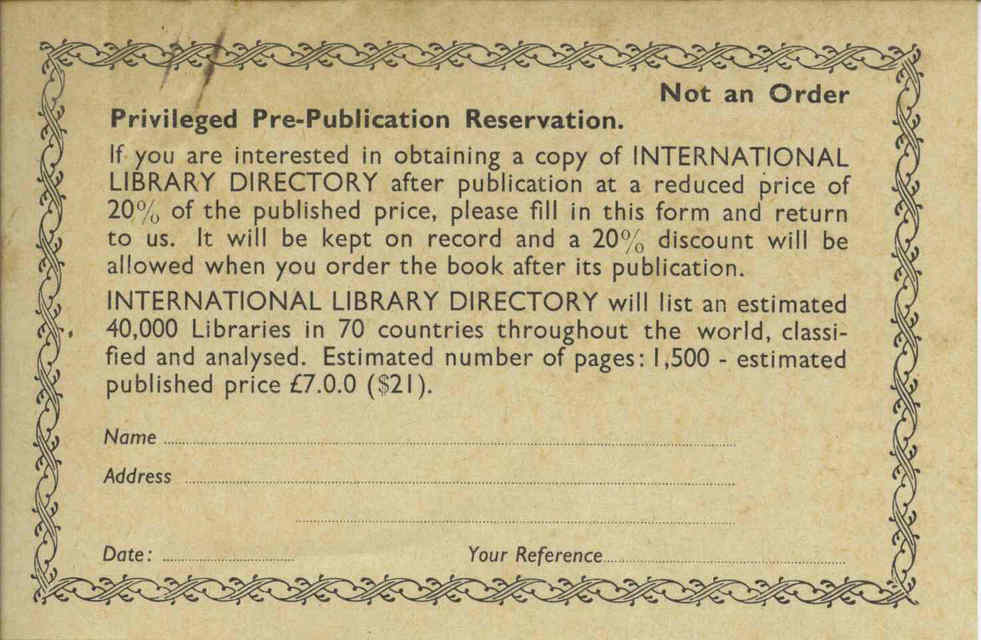 Not an Order
Privileged Pre-Publication Reservation.
If you are interested in obtaining a copy of INTERNATIONAL
LIBRARY DIRECTORY after publication at a reduced price of
20% of the published price, please fill in this form and return
to us. It will be kept on record and a 20% discount will be
allowed when you order the book after its publication.
INTERNATIONAL LIBRARY DIRECTORY will list an estimated
40,000 Libraries in 70 countries throughout the world, classi-
fied and analysed. Estimated number of pages: 1,500 - estimated
published price £7.0.0 ($21).
Name
Address
Date: Your Reference